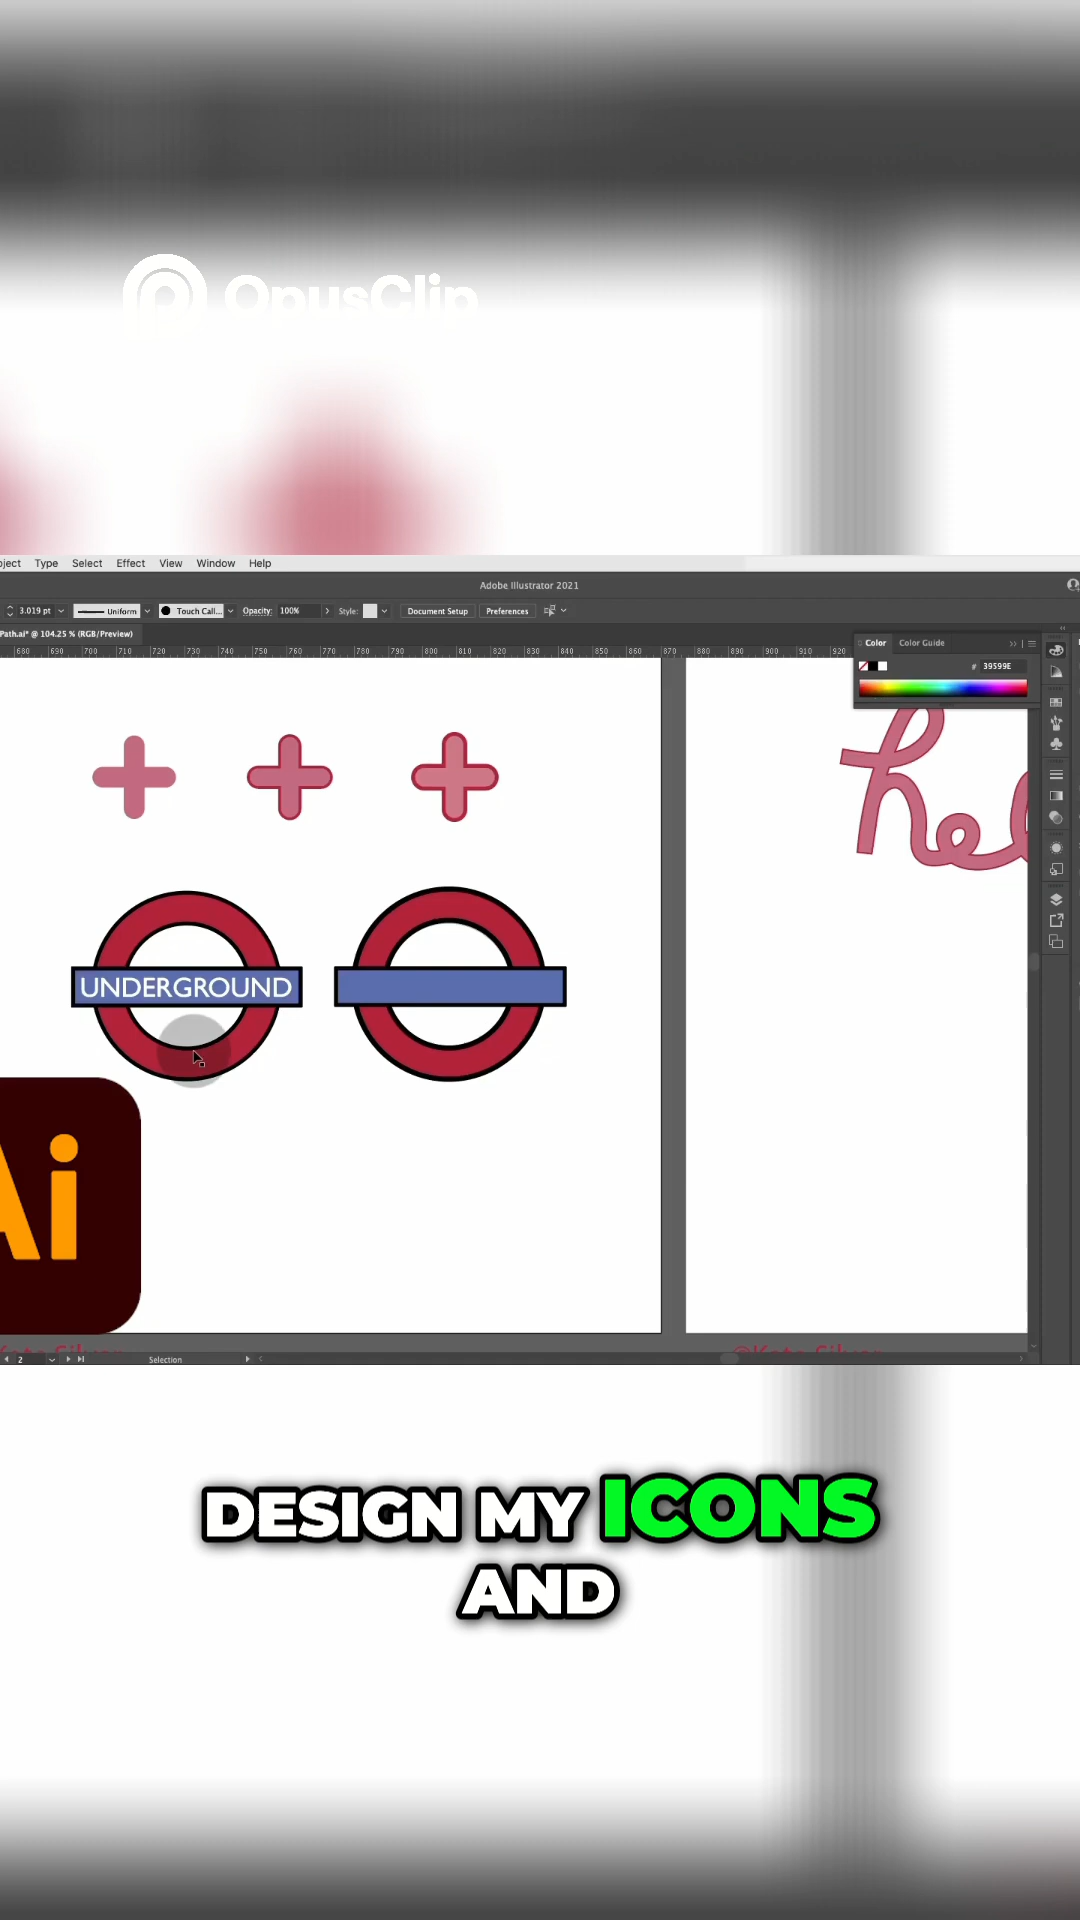 OpusClip
Type Select Effect View Window Help
Adobe Illustrator 2021
3.019 pt Uniform Touch Call... Opacity: 100% Style: Document Setup Preferences
Path.ai* @ 104.25 % (RGB/Preview)
680 690 700 710 720 730 740 750 760 770 780 790 800 810 820 830 840 850 860 870 880 890 900 910 920
Color Color Guide
# 39599E
hel
UNDERGROUND
Ai
@Kate Silver
2 Selection
DESIGN MY ICONS
AND